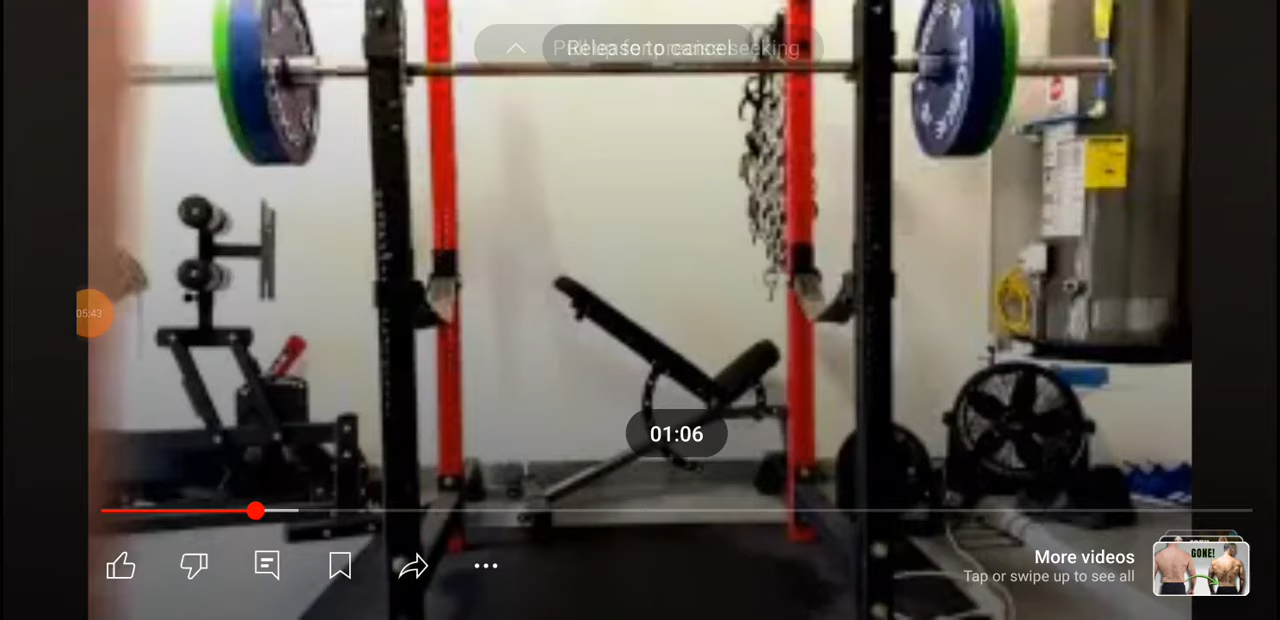 Release to cancel
05:43
01:06
More videos
Tap or swipe up to see all
GONE!